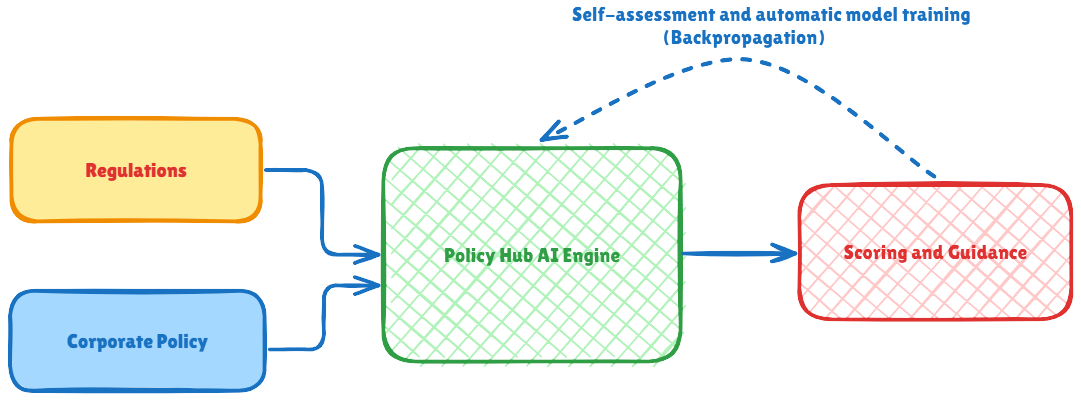 Self-assessment and automatic model training
(Backpropagation)
Regulations
Policy Hub AI Engine
Scoring and Guidance
Corporate Policy